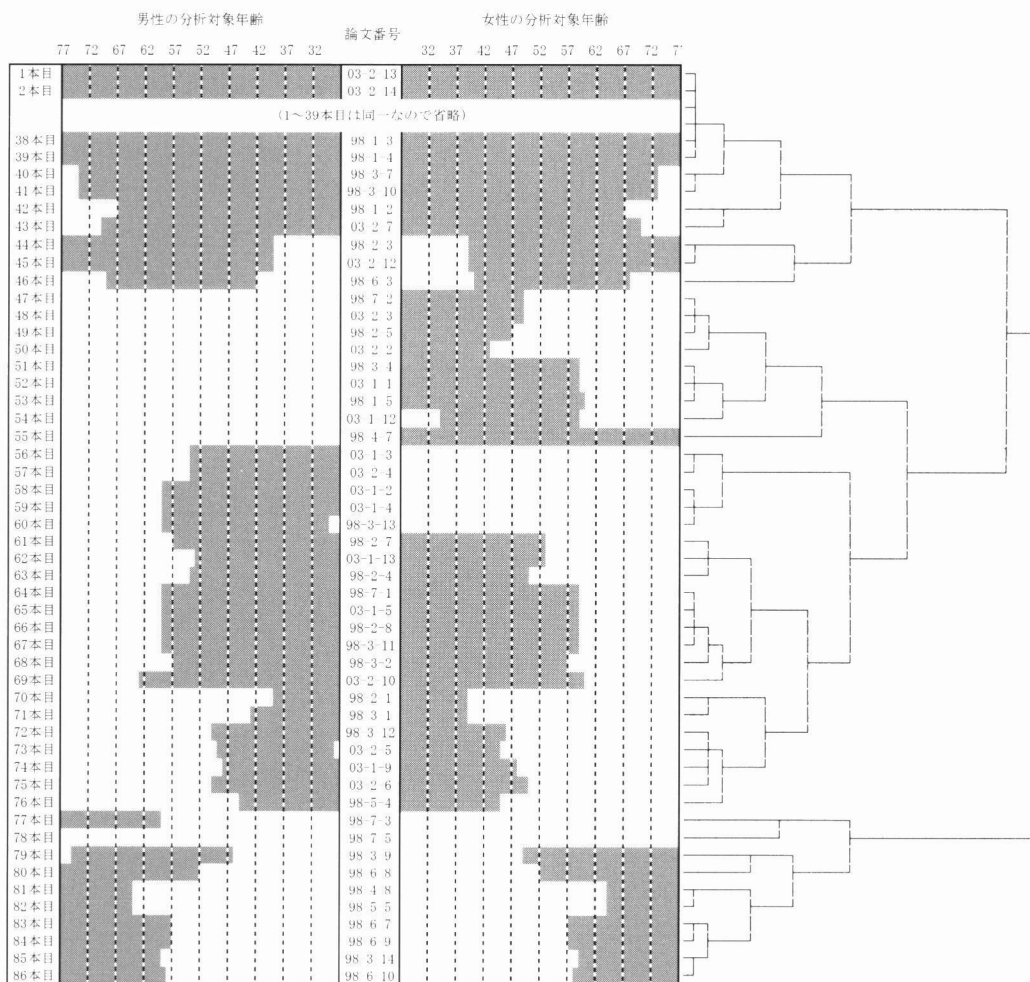 男性の分析対象年齢 論文番号 女性の分析対象年齢
77 72 67 62 57 52 47 42 37 32 32 37 42 47 52 57 62 67 72 7
1本目 03-2-13
2本目 03-2-14
(1~39本目は同一なので省略)
38本目 98-1-3
39本目 98-1-4
40本目 98-3-7
41本目 98-3-10
42本目 98-1-2
43本目 03-2-7
44本目 98-2-3
45本目 03-2-12
46本目 98-6-3
47本目 98-7-2
48本目 03-2-3
49本目 98-2-5
50本目 03-2-2
51本目 98-3-4
52本目 03-1-1
53本目 98-1-5
54本目 03-1-12
55本目 98-4-7
56本目 03-1-3
57本目 03-2-4
58本目 03-1-2
59本目 03-1-4
60本目 98-3-13
61本目 98-2-7
62本目 03-1-13
63本目 98-2-4
64本目 98-7-1
65本目 03-1-5
66本目 98-2-8
67本目 98-3-11
68本目 98-3-2
69本目 03-2-10
70本目 98-2-1
71本目 98-3-1
72本目 98-3-12
73本目 03-2-5
74本目 03-1-9
75本目 03-2-6
76本目 98-5-4
77本目 98-7-3
78本目 98-7-5
79本目 98-3-9
80本目 98-6-8
81本目 98-4-8
82本目 98-5-5
83本目 98-6-7
84本目 98-6-9
85本目 98-3-14
86本目 98-6-10